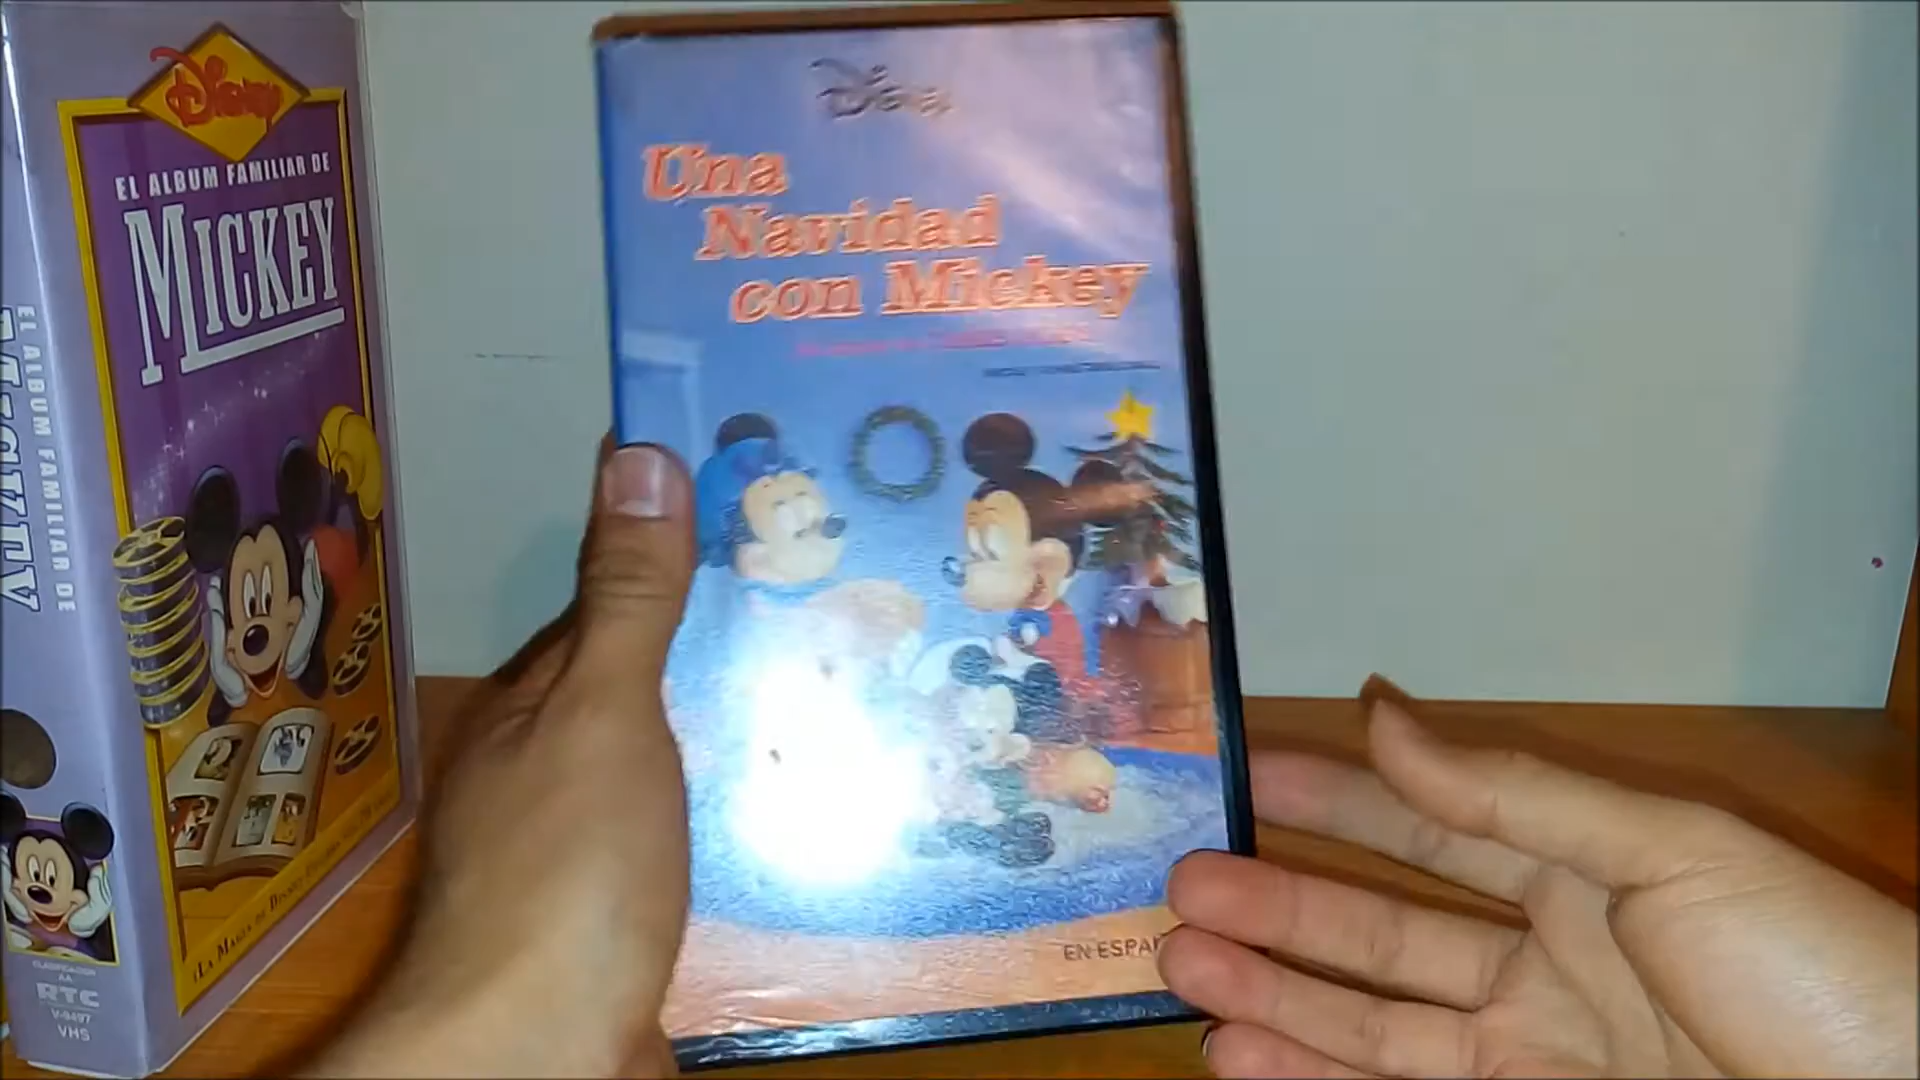 Disney
EL ALBUM FAMILIAR DE
MICKEY
EL ALBUM FAMILIAR DE
MICKEY
CLASIFICACION
AA
RTC
V-9497
VHS
Disney
Una
Navidad
con Mickey
EN ESPA